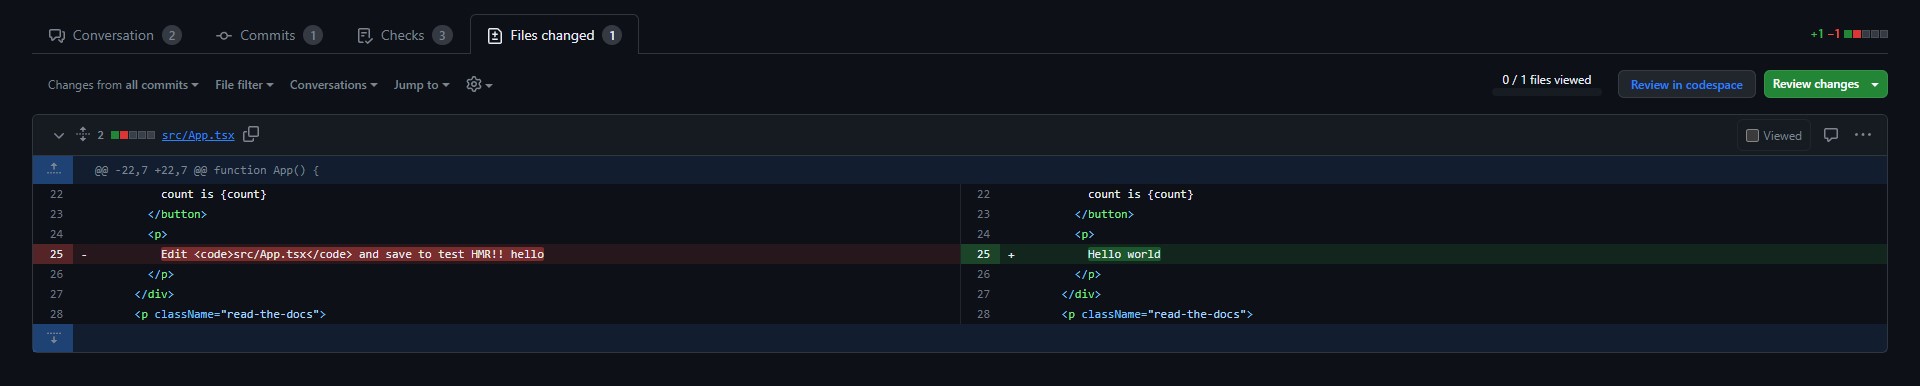 Conversation 2 Commits 1 Checks 3 Files changed 1 +1 −1
Changes from all commits File filter Conversations Jump to 0 / 1 files viewed Review in codespace Review changes
2 src/App.tsx Viewed
@@ -22,7 +22,7 @@ function App() {
22 count is {count}
23 </button>
24 <p>
25 - Edit <code>src/App.tsx</code> and save to test HMR!! hello
26 </p>
27 </div>
28 <p className="read-the-docs">
22 count is {count}
23 </button>
24 <p>
25 + Hello world
26 </p>
27 </div>
28 <p className="read-the-docs">